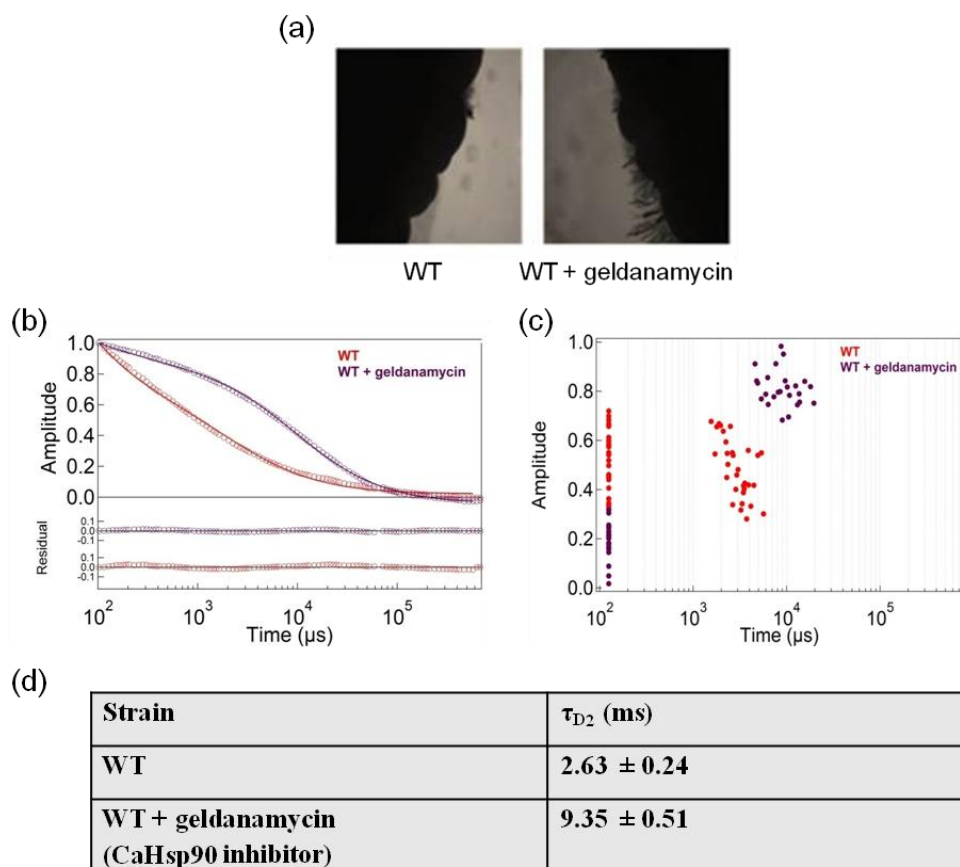 (a)
WT
WT + geldanamycin
(b)
1.0
0.8
0.6
0.4
0.2
0.0
Amplitude
WT
WT + geldanamycin
0.1
0.0
-0.1
0.1
0.0
-0.1
Residual
10² 10³ 10⁴ 10⁵
Time (µs)
(c)
1.0
0.8
0.6
0.4
0.2
0.0
Amplitude
WT
WT + geldanamycin
10² 10³ 10⁴ 10⁵
Time (µs)
(d)
Strain τD2 (ms)
WT 2.63 ± 0.24
WT + geldanamycin 9.35 ± 0.51
(CaHsp90 inhibitor)